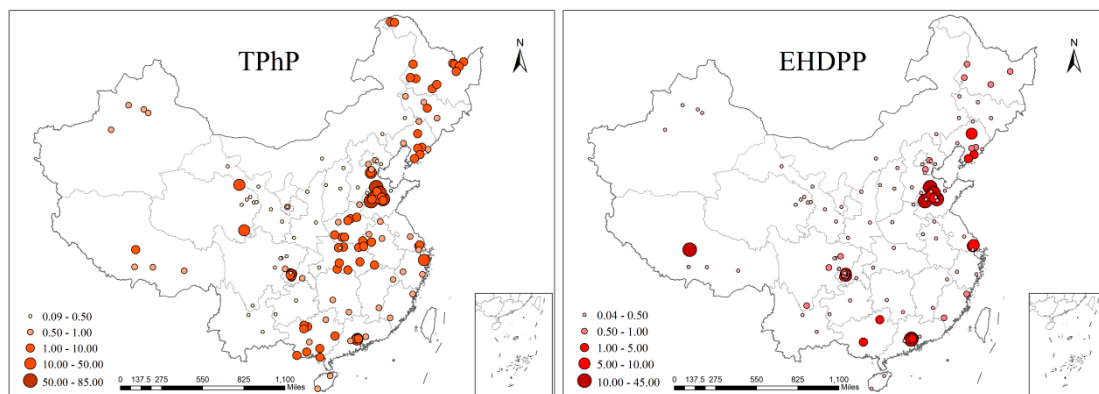 TPhP
N
0.09 - 0.50
0.50 - 1.00
1.00 - 10.00
10.00 - 50.00
50.00 - 85.00
0 137.5 275 550 825 1,100
Miles
EHDPP
N
0.04 - 0.50
0.50 - 1.00
1.00 - 5.00
5.00 - 10.00
10.00 - 45.00
0 137.5 275 550 825 1,100
Miles